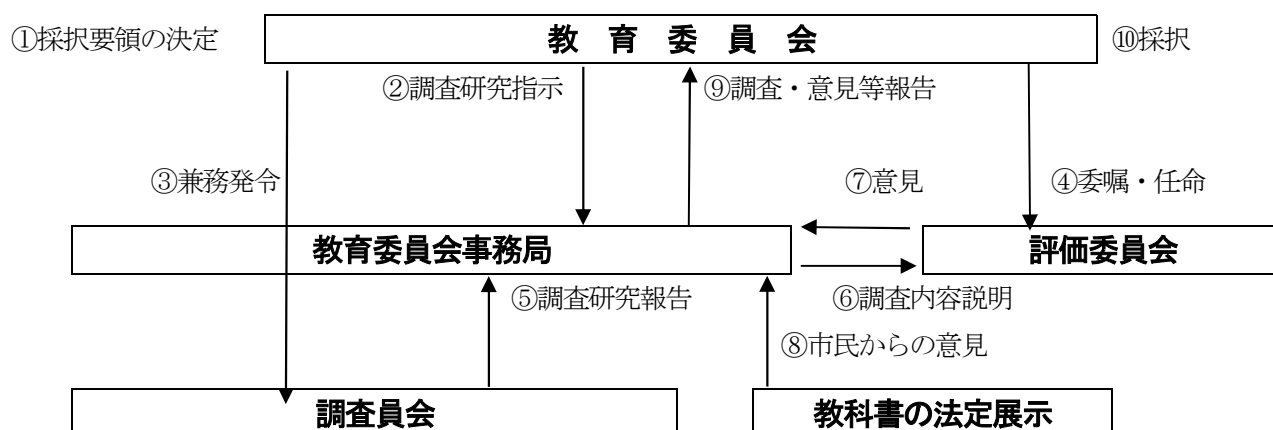 ①採択要領の決定
教 育 委 員 会
⑩採択
②調査研究指示
⑨調査・意見等報告
③兼務発令
⑦意見
④委嘱・任命
教育委員会事務局
評価委員会
⑤調査研究報告
⑥調査内容説明
⑧市民からの意見
調査員会
教科書の法定展示